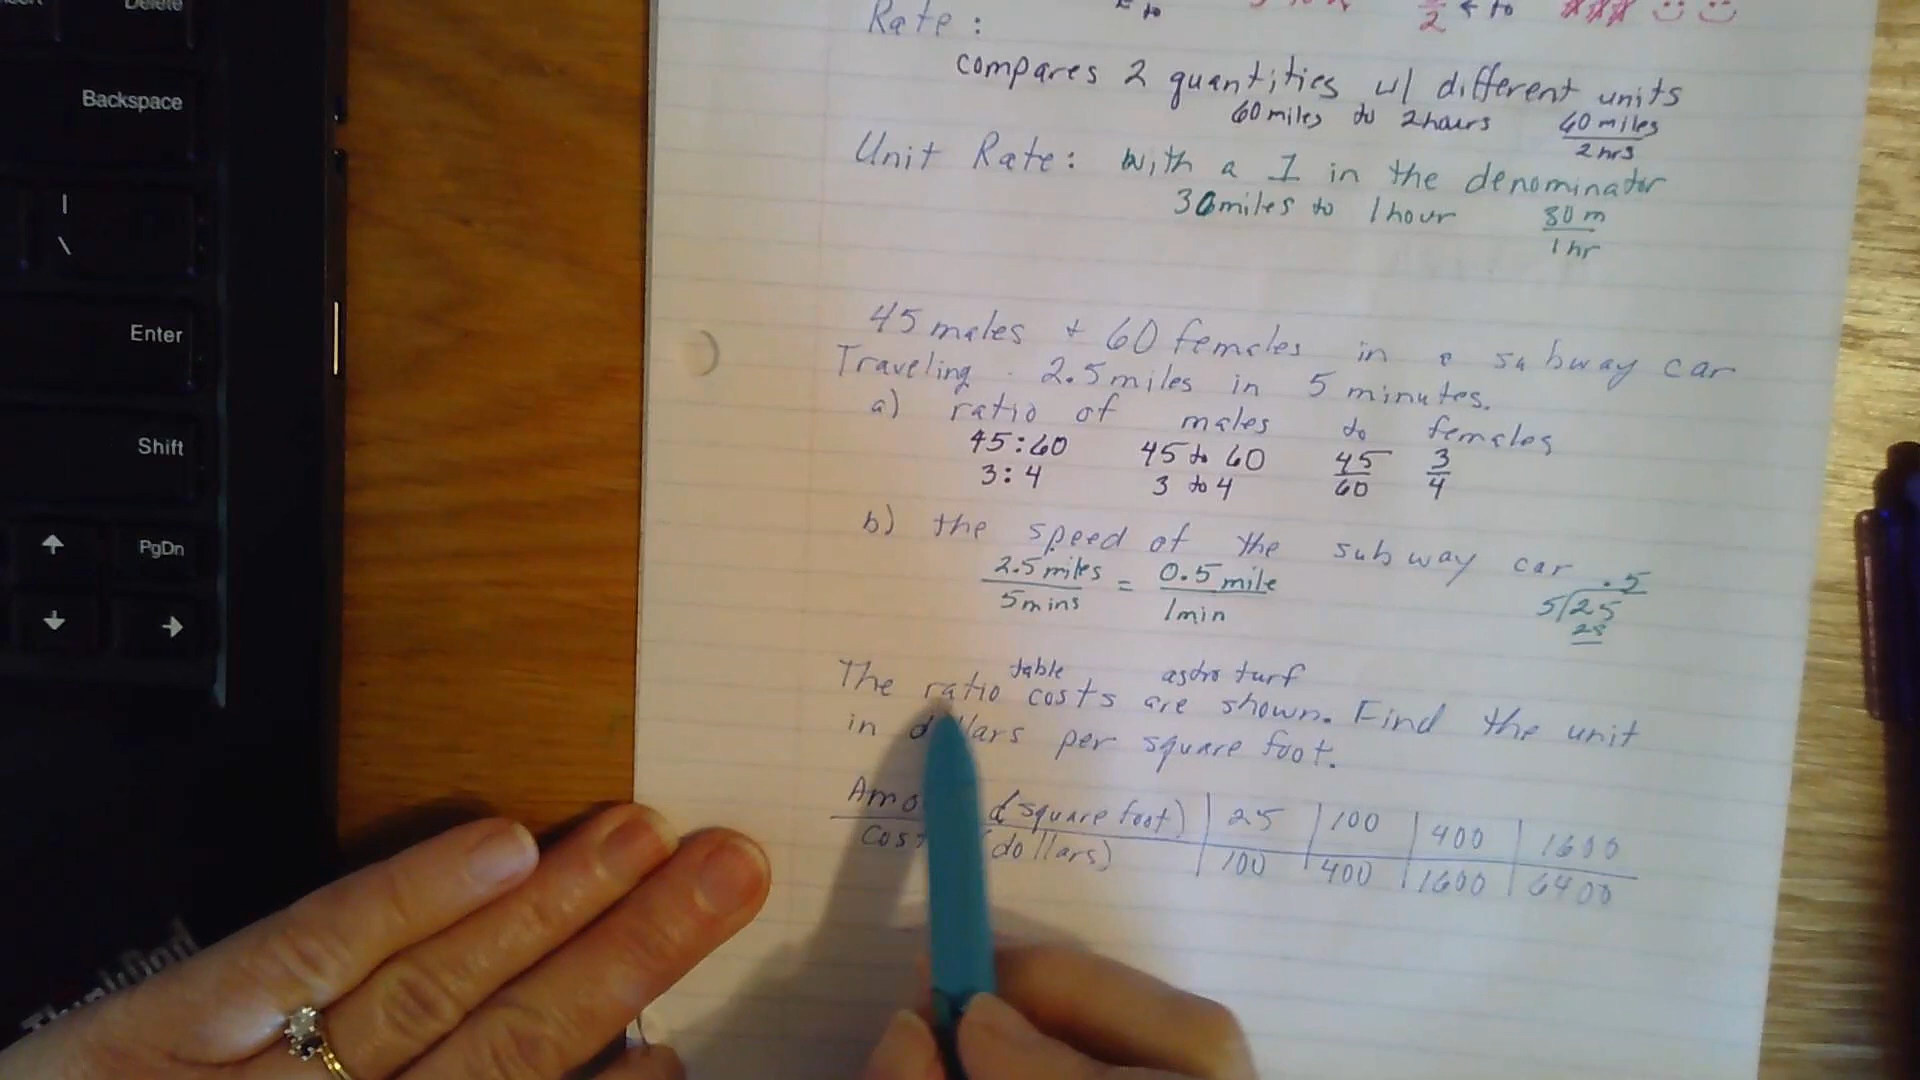 Delete
Backspace
|
\
Enter
Shift
↑ PgDn
↓ →
Rate:
compares 2 quantities w/ different units
60 miles to 2 hours 60 miles
2 hrs
Unit Rate: with a 1 in the denominator
30 miles to 1 hour 30 m
1 hr
45 males + 60 females in a subway car
Traveling 2.5 miles in 5 minutes.
a) ratio of males to females
45:60 45 to 60 45 3
3:4 3 to 4 60 4
b) the speed of the subway car
2.5 miles = 0.5 mile .5
5 mins 1 min 5 25
25
table astro turf
The ratio costs are shown. Find the unit
in dollars per square foot.
(square foot) | 25 | 100 | 400 | 1600
(dollars) | 100 | 400 | 1600 | 6400